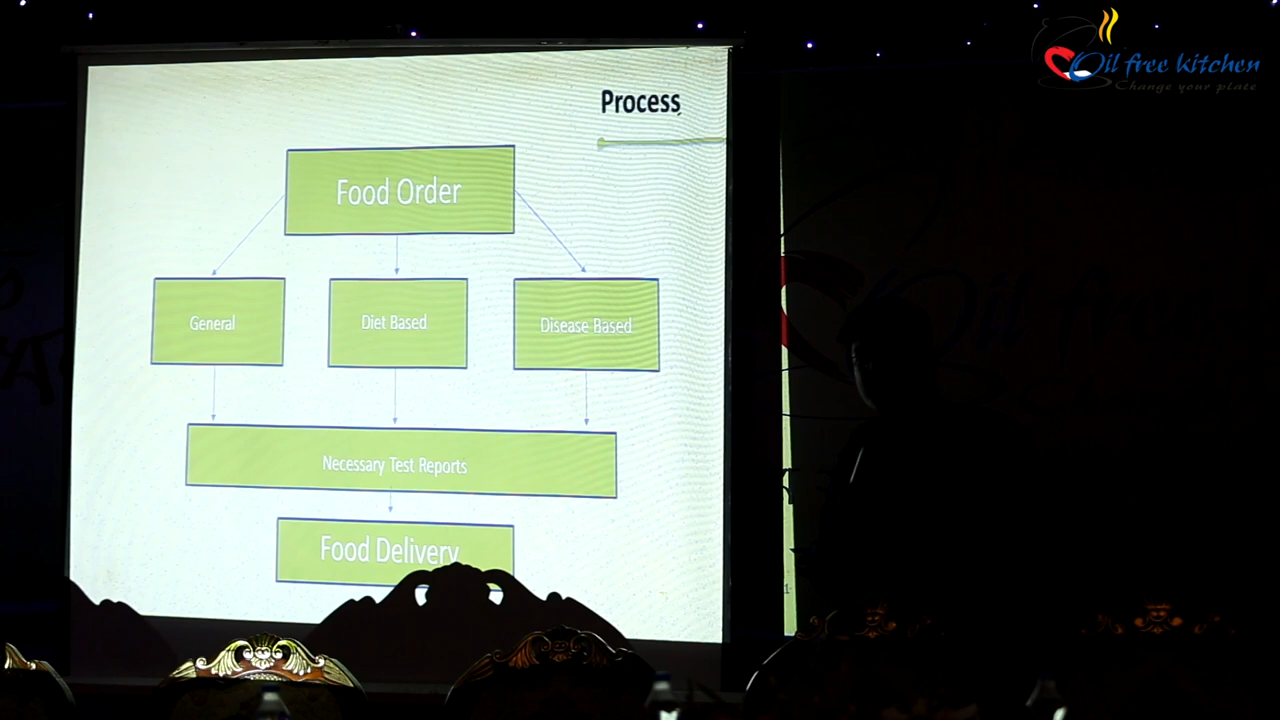 Oil free kitchen
Change your plate
Process
Food Order
General
Diet Based
Disease Based
Necessary Test Reports
Food Delivery